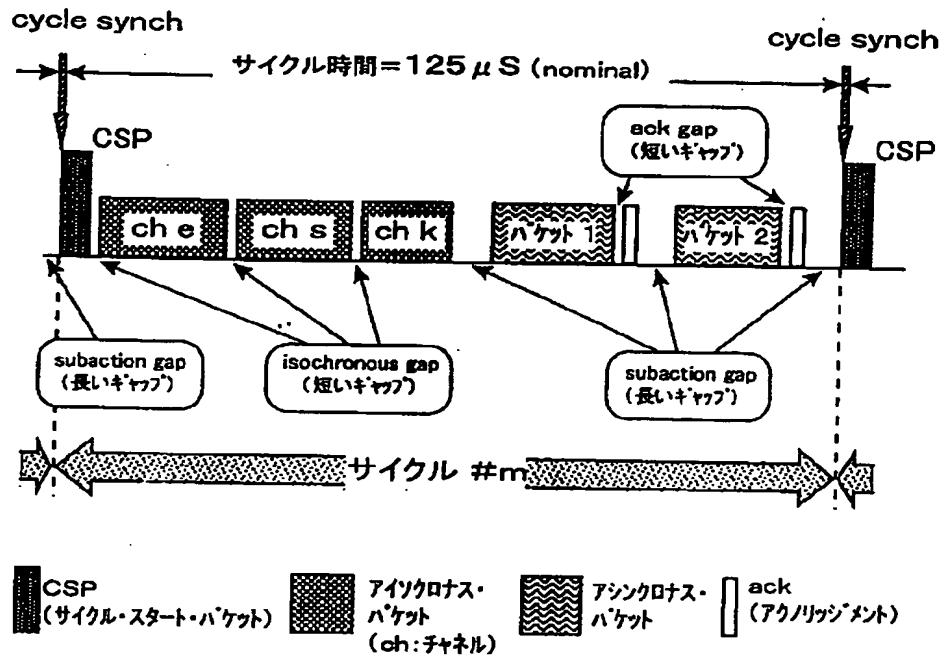 cycle synch
cycle synch
サイクル時間=125μS (nominal)
CSP
ack gap
(短いギャップ)
CSP
ch e
ch s
ch k
パケット 1
パケット 2
subaction gap
(長いギャップ)
isochronous gap
(短いギャップ)
subaction gap
(長いギャップ)
サイクル #m
CSP
(サイクル・スタート・パケット)
アイソクロナス・
パケット
(ch:チャネル)
アシンクロナス・
パケット
ack
(アクノリッジメント)